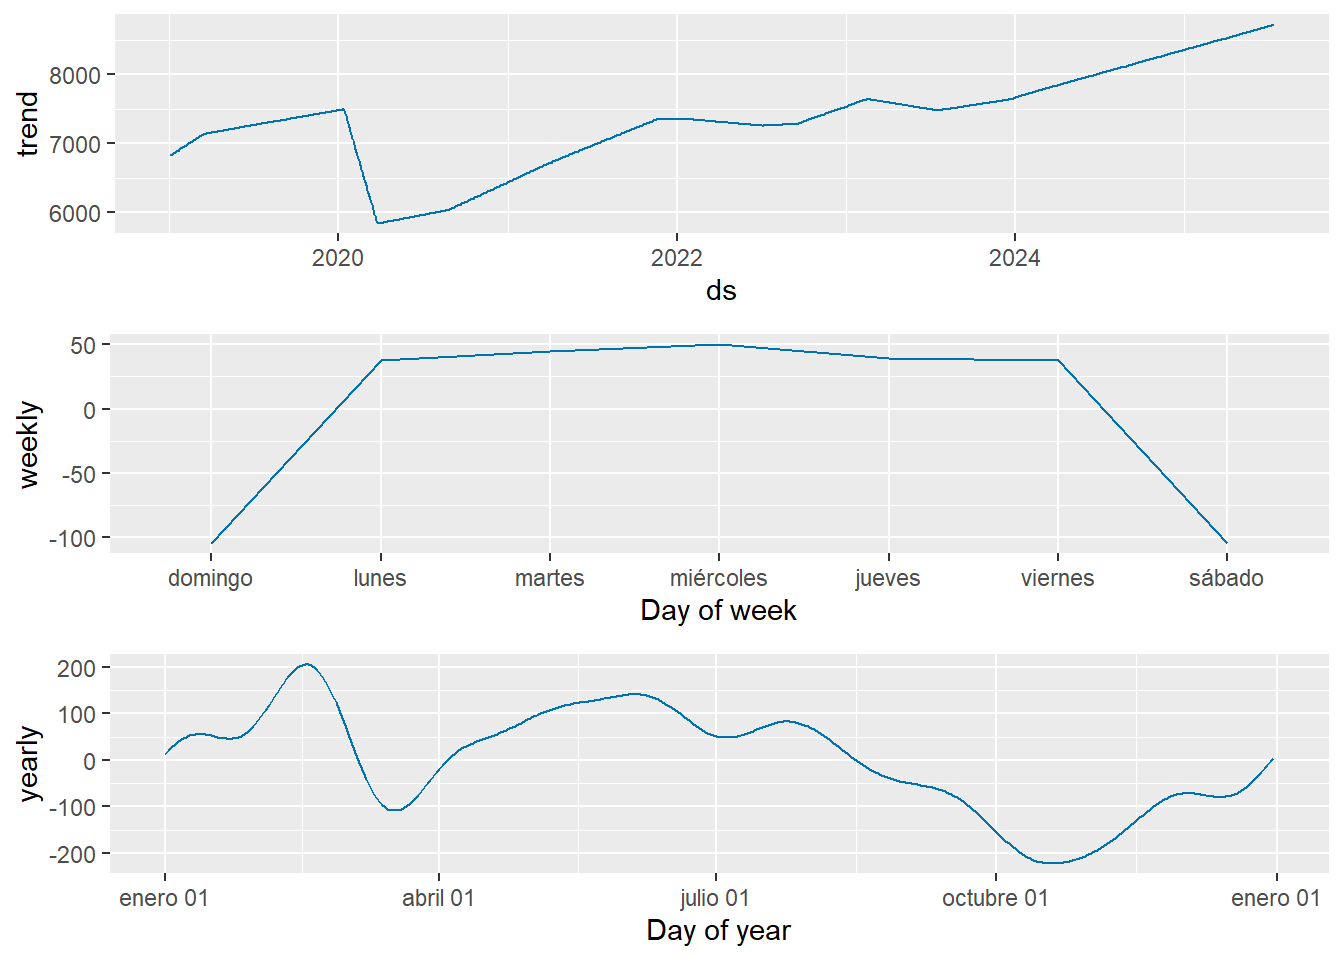 trend
8000
7000
6000
2020 2022 2024
ds
weekly
50
0
-50
-100
domingo lunes martes miércoles jueves viernes sábado
Day of week
yearly
200
100
0
-100
-200
enero 01 abril 01 julio 01 octubre 01 enero 01
Day of year